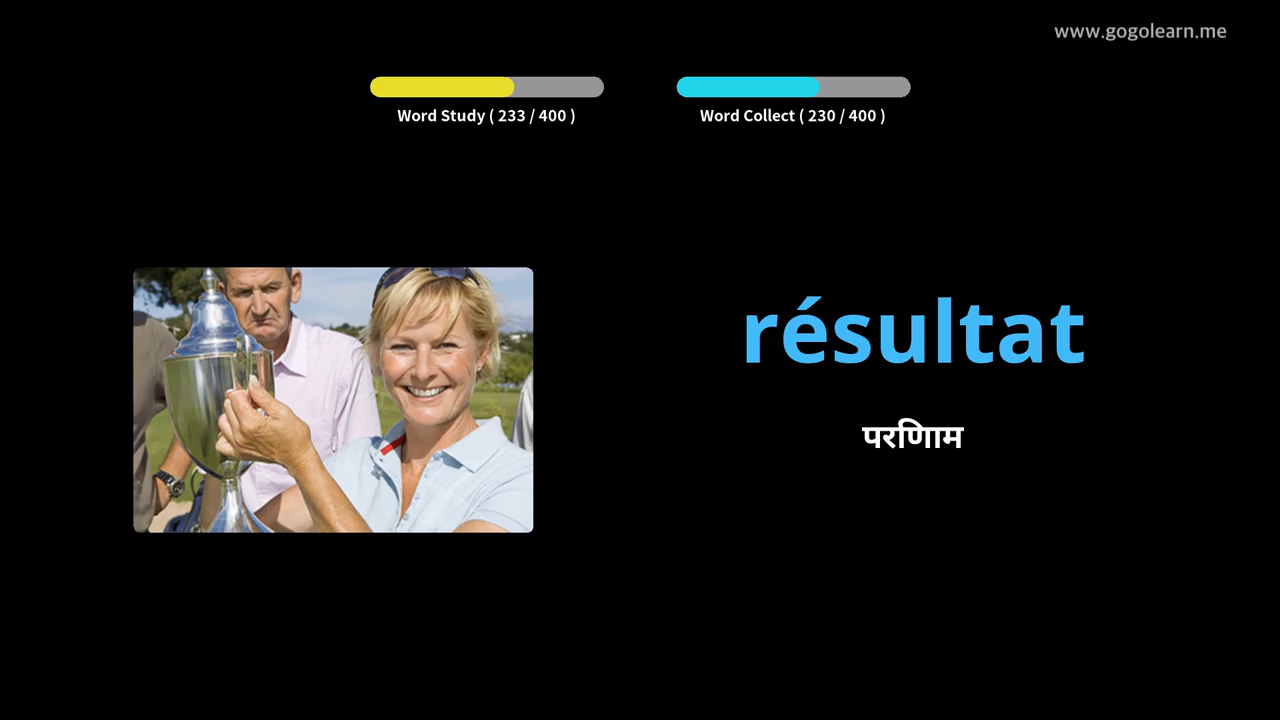 www.gogolearn.me
Word Study ( 233 / 400 )
Word Collect ( 230 / 400 )
résultat
परिणाम